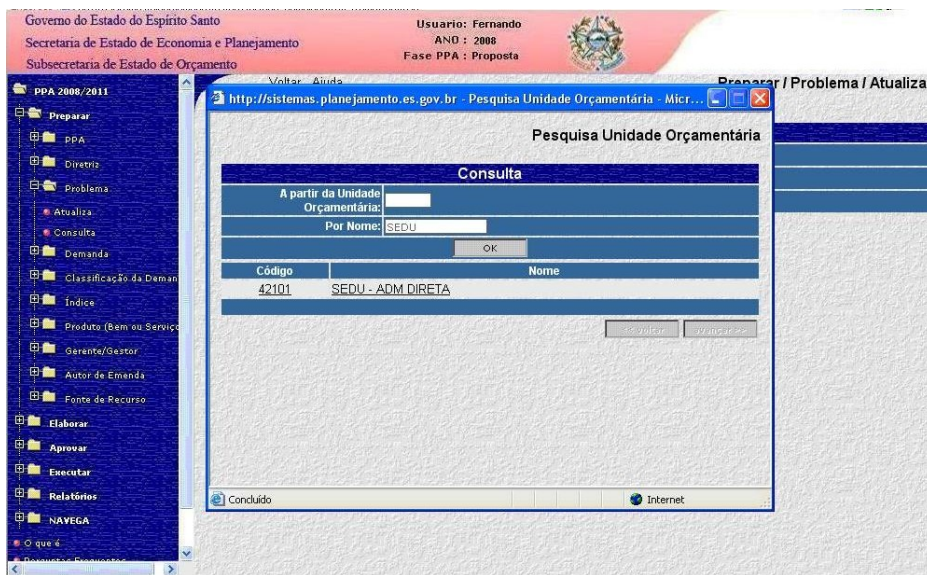 Governo do Estado do Espírito Santo
Secretaria de Estado de Economia e Planejamento
Subsecretaria de Estado de Orçamento
Usuario: Fernando
ANO : 2008
Fase PPA : Proposta
Voltar Ajuda
Preparar / Problema / Atualiza
PPA 2008/2011
Preparar
PPA
Diretriz
Problema
Atualiza
Consulta
Demanda
Classificação da Deman
Índice
Produto (Bem ou Serviço
Gerente/Gestor
Autor de Emenda
Fonte de Recurso
Elaborar
Aprovar
Executar
Relatórios
NAVEGA
O que é
Perguntas Frequentes
http://sistemas.planejamento.es.gov.br - Pesquisa Unidade Orçamentária - Micr...
Pesquisa Unidade Orçamentária
Consulta
A partir da Unidade
Orçamentária:
Por Nome: SEDU
OK
Código Nome
42101 SEDU - ADM DIRETA
<< voltar avançar >>
Concluído Internet